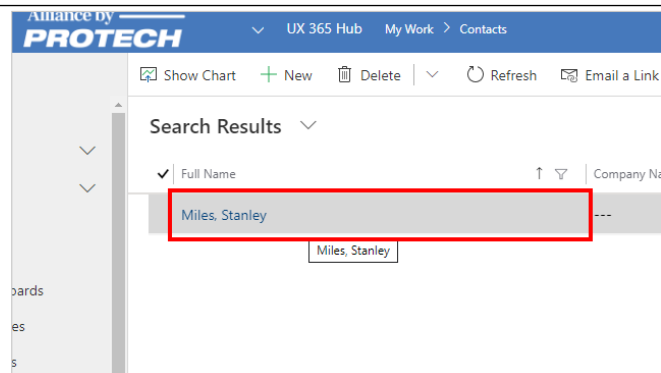 Alliance by
PROTECH
UX 365 Hub My Work > Contacts
Show Chart New Delete Refresh Email a Link
Search Results
Full Name Company Na
Miles, Stanley ---
Miles, Stanley
oards
es
s